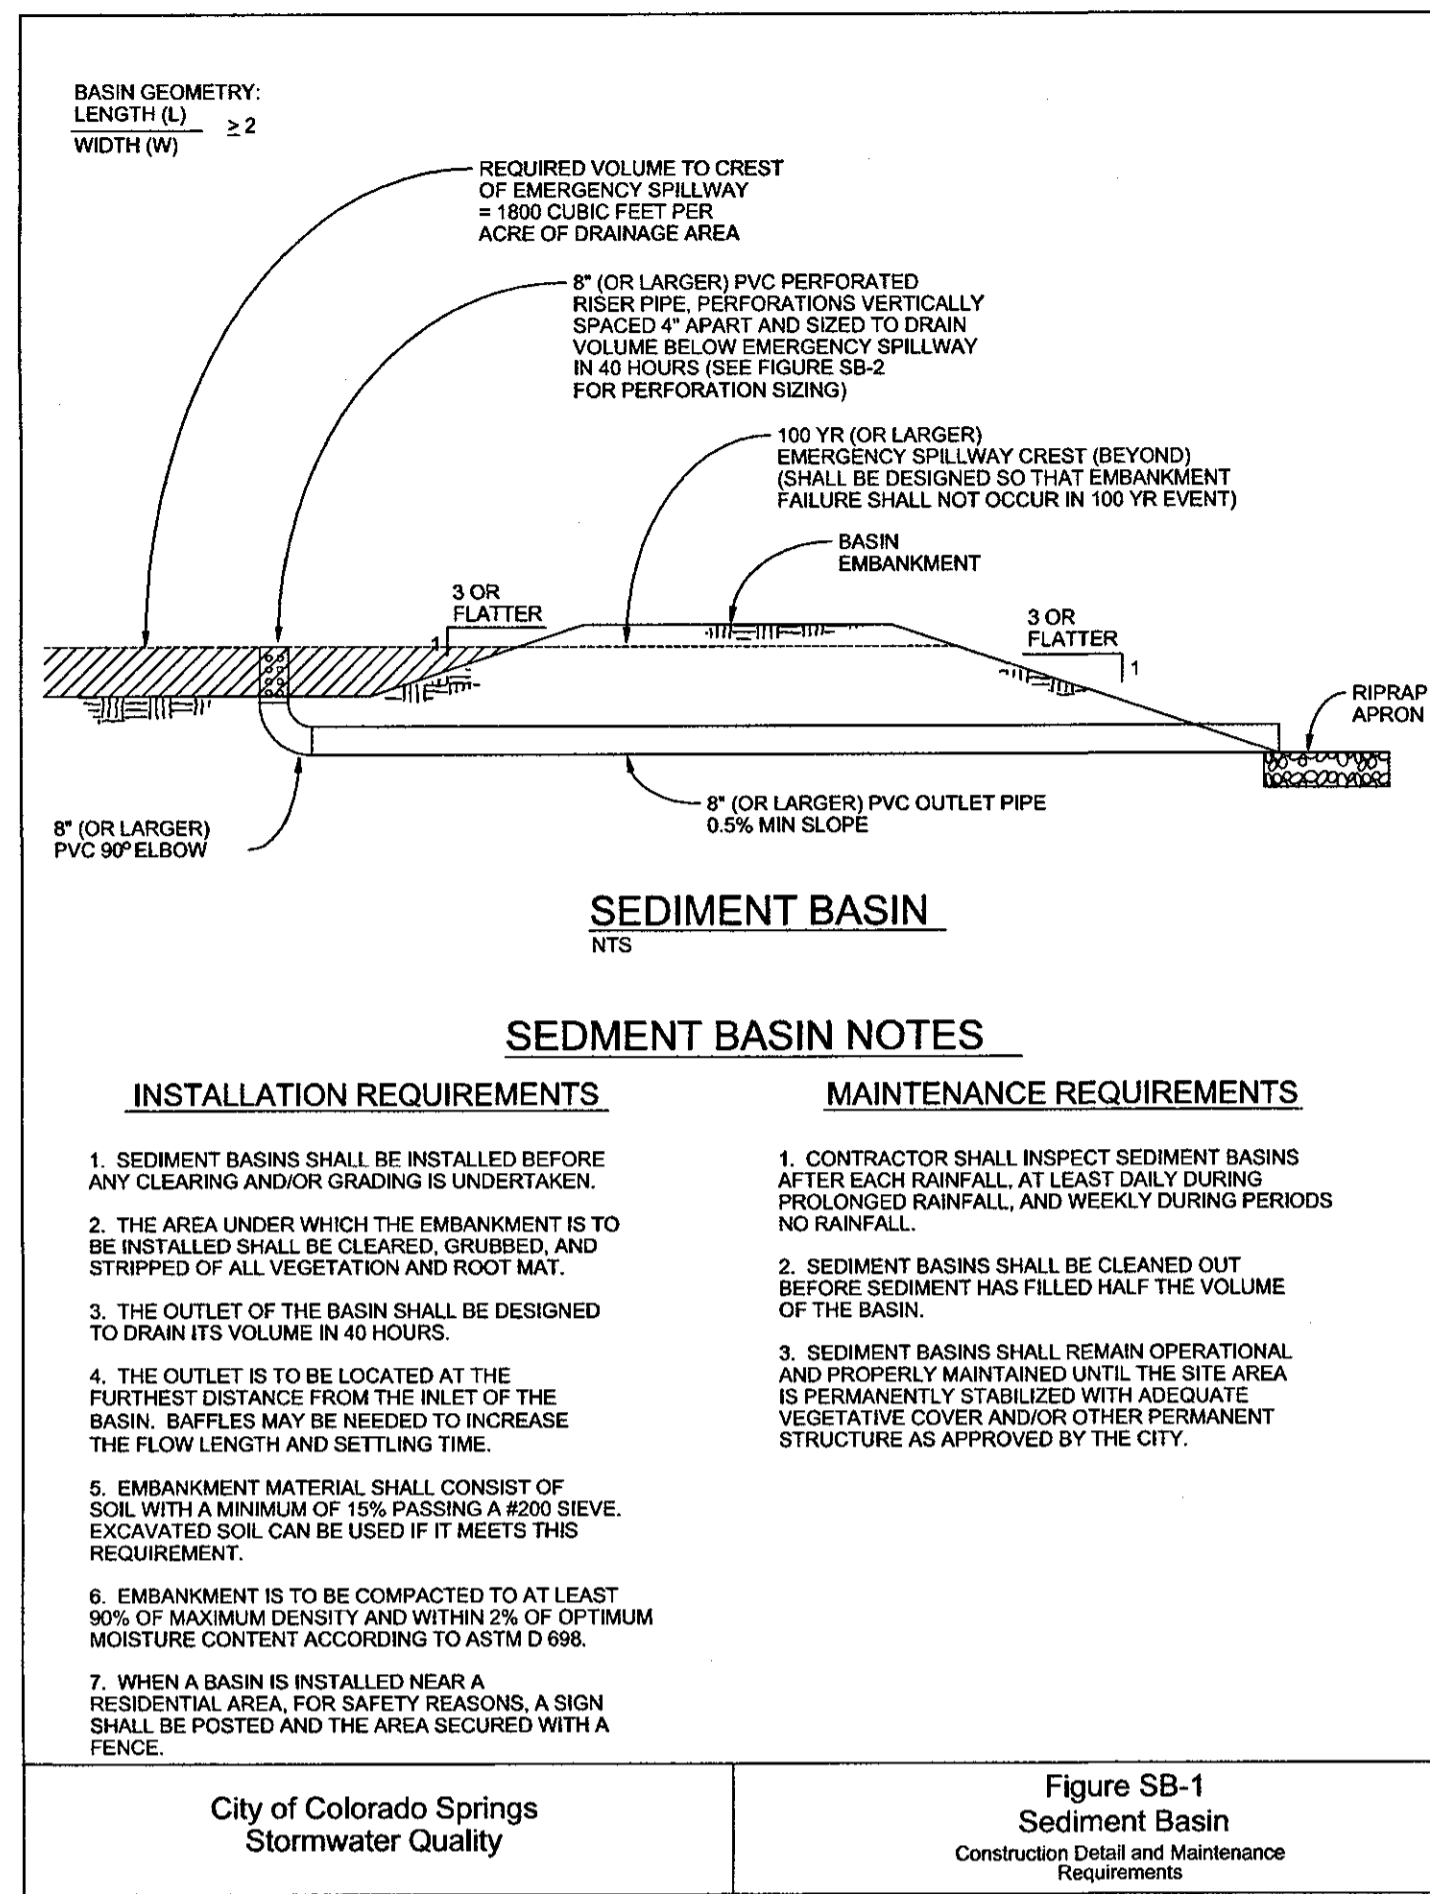 BASIN GEOMETRY:
LENGTH (L)
≥ 2
WIDTH (W)
REQUIRED VOLUME TO CREST
OF EMERGENCY SPILLWAY
= 1800 CUBIC FEET PER
ACRE OF DRAINAGE AREA
8" (OR LARGER) PVC PERFORATED
RISER PIPE, PERFORATIONS VERTICALLY
SPACED 4" APART AND SIZED TO DRAIN
VOLUME BELOW EMERGENCY SPILLWAY
IN 40 HOURS (SEE FIGURE SB-2
FOR PERFORATION SIZING)
100 YR (OR LARGER)
EMERGENCY SPILLWAY CREST (BEYOND)
(SHALL BE DESIGNED SO THAT EMBANKMENT
FAILURE SHALL NOT OCCUR IN 100 YR EVENT)
BASIN
EMBANKMENT
3 OR
FLATTER
1
3 OR
FLATTER
1
RIPRAP
APRON
8" (OR LARGER) PVC OUTLET PIPE
0.5% MIN SLOPE
8" (OR LARGER)
PVC 90º ELBOW
SEDIMENT BASIN
NTS
SEDMENT BASIN NOTES
INSTALLATION REQUIREMENTS
1. SEDIMENT BASINS SHALL BE INSTALLED BEFORE
ANY CLEARING AND/OR GRADING IS UNDERTAKEN.
2. THE AREA UNDER WHICH THE EMBANKMENT IS TO
BE INSTALLED SHALL BE CLEARED, GRUBBED, AND
STRIPPED OF ALL VEGETATION AND ROOT MAT.
3. THE OUTLET OF THE BASIN SHALL BE DESIGNED
TO DRAIN ITS VOLUME IN 40 HOURS.
4. THE OUTLET IS TO BE LOCATED AT THE
FURTHEST DISTANCE FROM THE INLET OF THE
BASIN. BAFFLES MAY BE NEEDED TO INCREASE
THE FLOW LENGTH AND SETTLING TIME.
5. EMBANKMENT MATERIAL SHALL CONSIST OF
SOIL WITH A MINIMUM OF 15% PASSING A #200 SIEVE.
EXCAVATED SOIL CAN BE USED IF IT MEETS THIS
REQUIREMENT.
6. EMBANKMENT IS TO BE COMPACTED TO AT LEAST
90% OF MAXIMUM DENSITY AND WITHIN 2% OF OPTIMUM
MOISTURE CONTENT ACCORDING TO ASTM D 698.
7. WHEN A BASIN IS INSTALLED NEAR A
RESIDENTIAL AREA, FOR SAFETY REASONS, A SIGN
SHALL BE POSTED AND THE AREA SECURED WITH A
FENCE.
MAINTENANCE REQUIREMENTS
1. CONTRACTOR SHALL INSPECT SEDIMENT BASINS
AFTER EACH RAINFALL, AT LEAST DAILY DURING
PROLONGED RAINFALL, AND WEEKLY DURING PERIODS
NO RAINFALL.
2. SEDIMENT BASINS SHALL BE CLEANED OUT
BEFORE SEDIMENT HAS FILLED HALF THE VOLUME
OF THE BASIN.
3. SEDIMENT BASINS SHALL REMAIN OPERATIONAL
AND PROPERLY MAINTAINED UNTIL THE SITE AREA
IS PERMANENTLY STABILIZED WITH ADEQUATE
VEGETATIVE COVER AND/OR OTHER PERMANENT
STRUCTURE AS APPROVED BY THE CITY.
City of Colorado Springs
Stormwater Quality
Figure SB-1
Sediment Basin
Construction Detail and Maintenance
Requirements